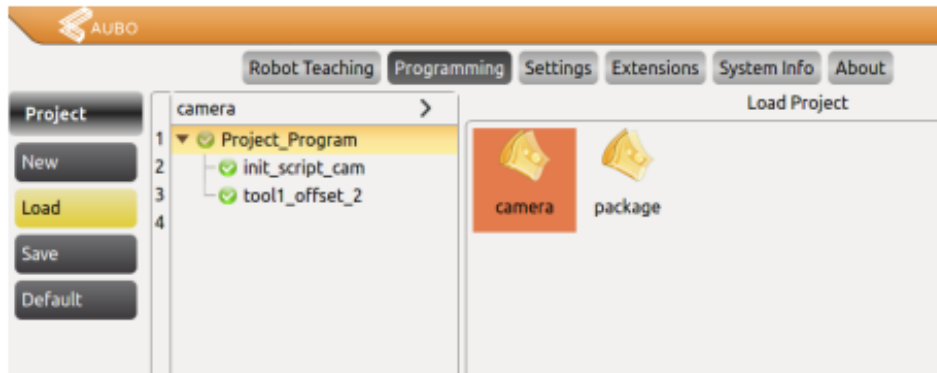 AUBO
Robot Teaching Programming Settings Extensions System Info About
Project
New
Load
Save
Default
camera >
1 Project_Program
2 init_script_cam
3 tool1_offset_2
4
Load Project
camera package